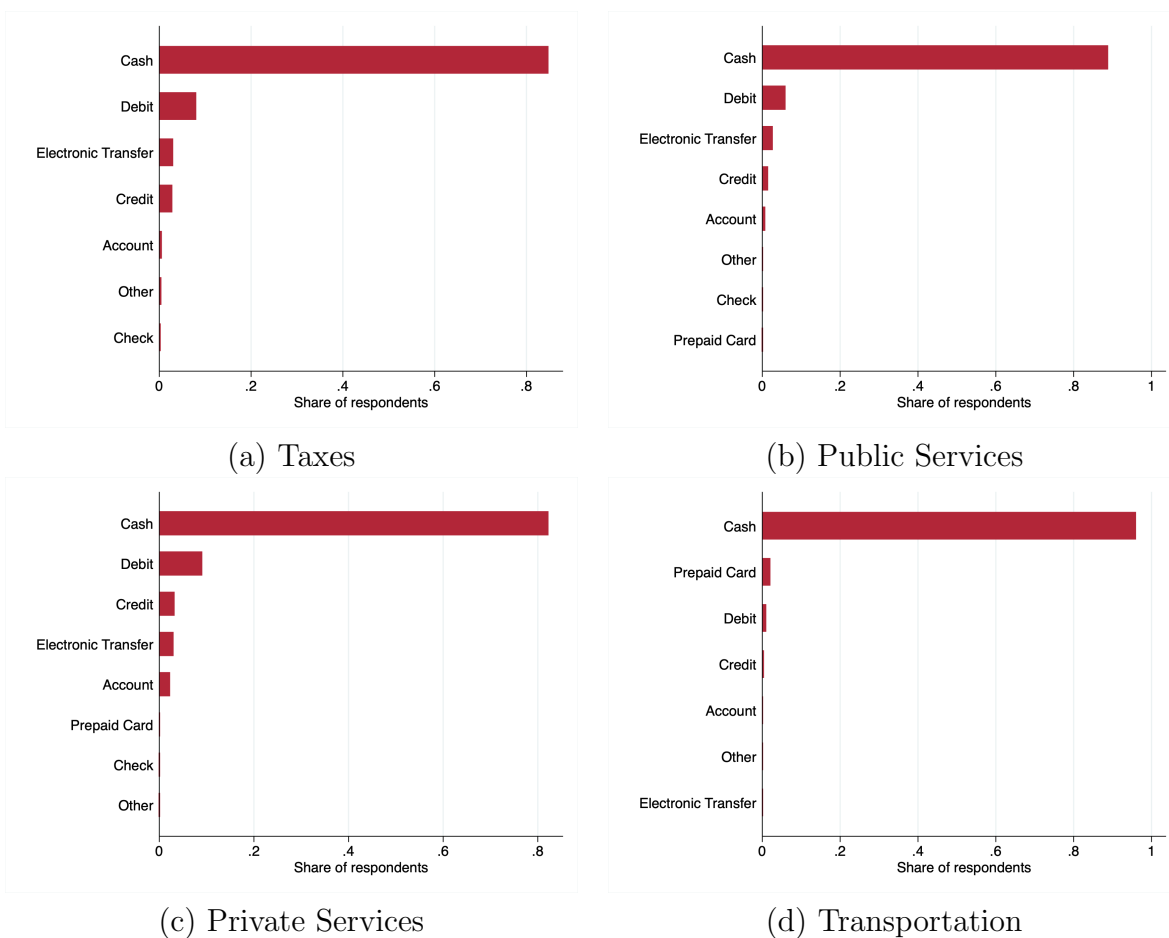 Cash
Debit
Electronic Transfer
Credit
Account
Other
Check
0 .2 .4 .6 .8
Share of respondents
(a) Taxes
Cash
Debit
Electronic Transfer
Credit
Account
Other
Check
Prepaid Card
0 .2 .4 .6 .8 1
Share of respondents
(b) Public Services
Cash
Debit
Credit
Electronic Transfer
Account
Prepaid Card
Check
Other
0 .2 .4 .6 .8
Share of respondents
(c) Private Services
Cash
Prepaid Card
Debit
Credit
Account
Other
Electronic Transfer
0 .2 .4 .6 .8 1
Share of respondents
(d) Transportation